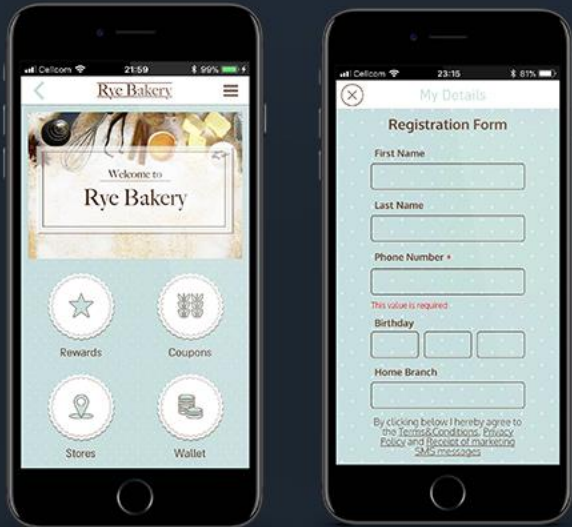 Cellcom 21:59 99%
Rye Bakery
Welcome to
Rye Bakery
Rewards Coupons
Stores Wallet
Cellcom 23:15 81%
My Details
Registration Form
First Name
Last Name
Phone Number *
This value is required
Birthday
Home Branch
By clicking below I hereby agree to
the Terms&Conditions, Privacy
Policy and Receipt of marketing
SMS messages